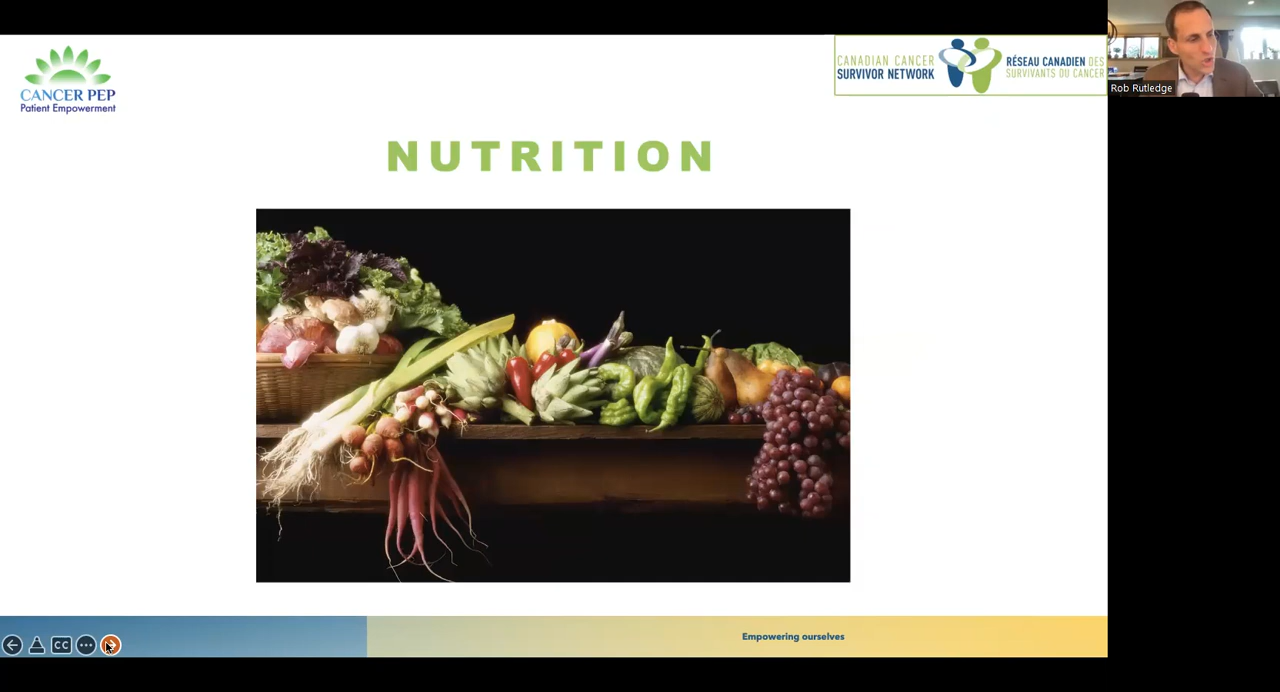 CANCER PEP
Patient Empowerment
CANADIAN CANCER
SURVIVOR NETWORK
RÉSEAU CANADIEN DES
SURVIVANTS DU CANCER
Rob Rutledge
NUTRITION
CC
Empowering ourselves